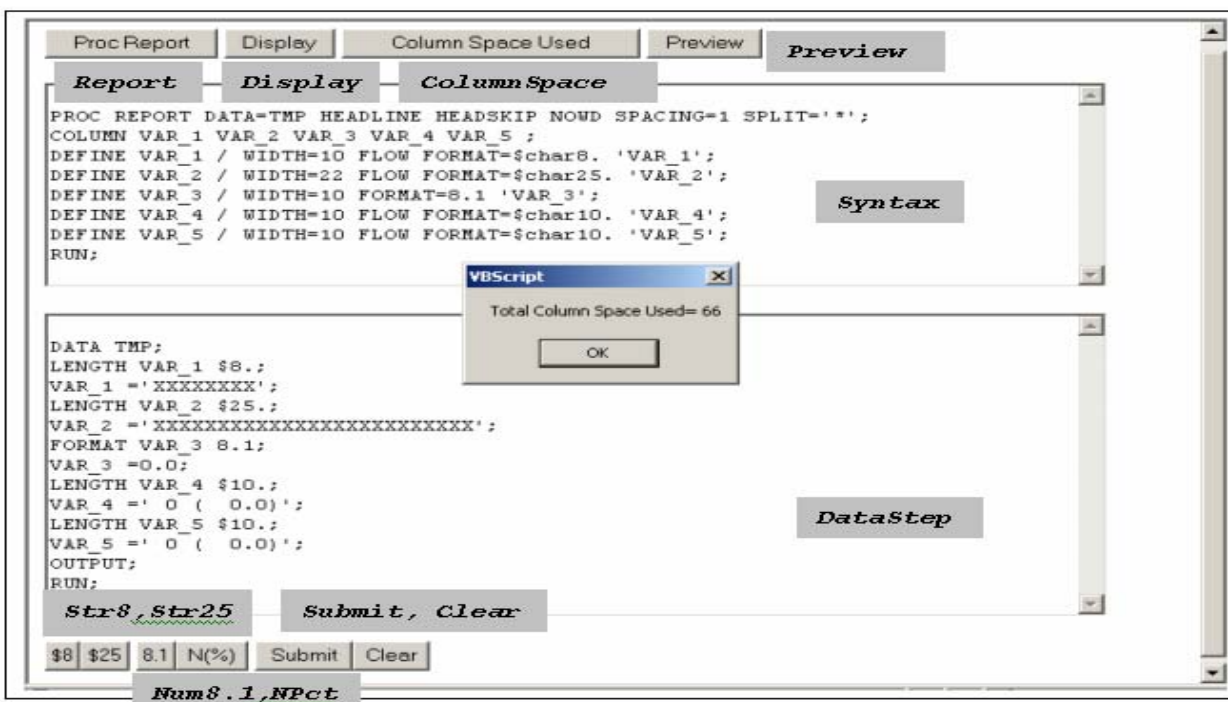 Proc Report Display Column Space Used Preview Preview
Report Display ColumnSpace
PROC REPORT DATA=TMP HEADLINE HEADSKIP NOWD SPACING=1 SPLIT='*';
COLUMN VAR_1 VAR_2 VAR_3 VAR_4 VAR_5 ;
DEFINE VAR_1 / WIDTH=10 FLOW FORMAT=$char8. 'VAR_1';
DEFINE VAR_2 / WIDTH=22 FLOW FORMAT=$char25. 'VAR_2';
DEFINE VAR_3 / WIDTH=10 FORMAT=8.1 'VAR_3';
DEFINE VAR_4 / WIDTH=10 FLOW FORMAT=$char10. 'VAR_4';
DEFINE VAR_5 / WIDTH=10 FLOW FORMAT=$char10. 'VAR_5';
RUN;
Syntax
VBScript
Total Column Space Used= 66
OK
DATA TMP;
LENGTH VAR_1 $8.;
VAR_1 ='XXXXXXXX';
LENGTH VAR_2 $25.;
VAR_2 ='XXXXXXXXXXXXXXXXXXXXXXXXX';
FORMAT VAR_3 8.1;
VAR_3 =0.0;
LENGTH VAR_4 $10.;
VAR_4 =' 0 (  0.0)';
LENGTH VAR_5 $10.;
VAR_5 =' 0 (  0.0)';
OUTPUT;
RUN;
DataStep
Str8,Str25 Submit, Clear
$8 $25 8.1 N(%) Submit Clear
Num8.1,NPct